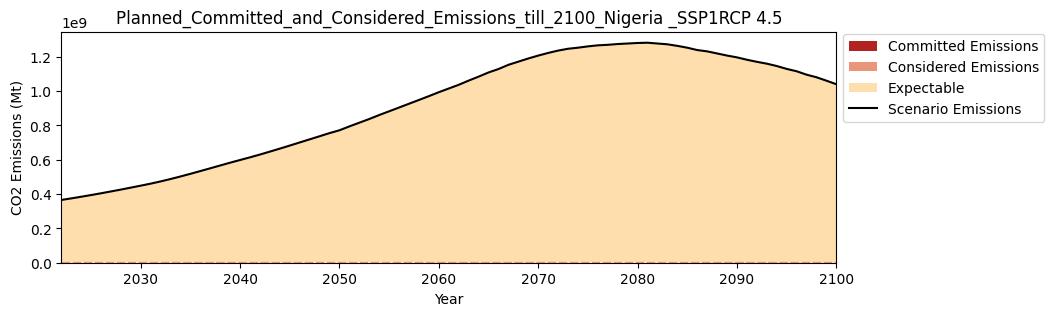 Planned_Committed_and_Considered_Emissions_till_2100_Nigeria _SSP1RCP 4.5
1e9
CO2 Emissions (Mt)
1.2
1.0
0.8
0.6
0.4
0.2
0.0
2030 2040 2050 2060 2070 2080 2090 2100
Year
Committed Emissions
Considered Emissions
Expectable
Scenario Emissions